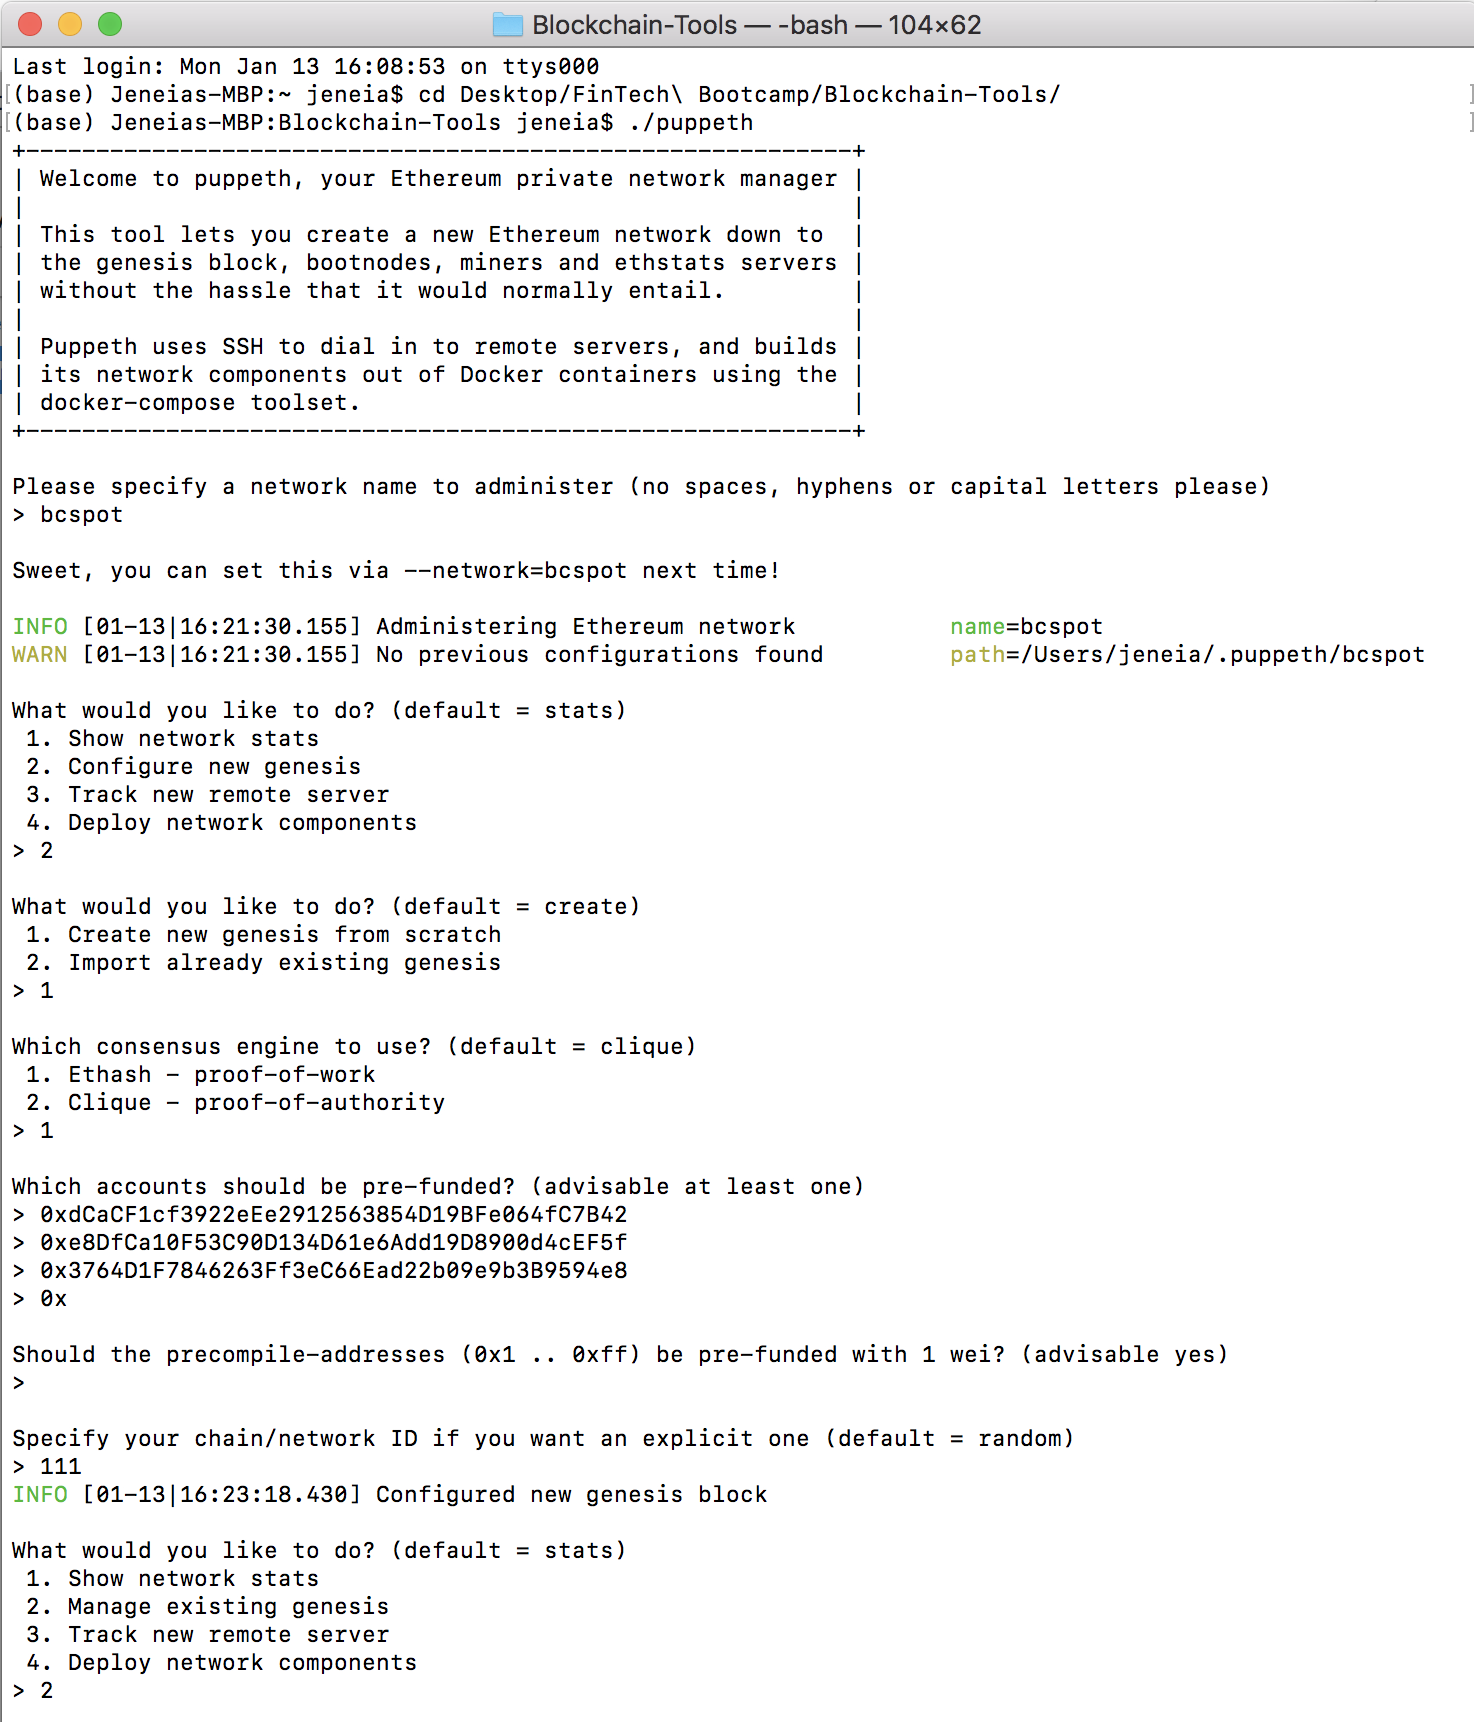 Blockchain-Tools — -bash — 104×62
Last login: Mon Jan 13 16:08:53 on ttys000
[(base) Jeneias-MBP:~ jeneia$ cd Desktop/FinTech\ Bootcamp/Blockchain-Tools/ ]
[(base) Jeneias-MBP:Blockchain-Tools jeneia$ ./puppeth ]
+-----------------------------------------------------------+
| Welcome to puppeth, your Ethereum private network manager |
|                                                           |
| This tool lets you create a new Ethereum network down to  |
| the genesis block, bootnodes, miners and ethstats servers |
| without the hassle that it would normally entail.         |
|                                                           |
| Puppeth uses SSH to dial in to remote servers, and builds |
| its network components out of Docker containers using the |
| docker-compose toolset.                                   |
+-----------------------------------------------------------+
Please specify a network name to administer (no spaces, hyphens or capital letters please)
> bcspot
Sweet, you can set this via --network=bcspot next time!
INFO [01-13|16:21:30.155] Administering Ethereum network           name=bcspot
WARN [01-13|16:21:30.155] No previous configurations found         path=/Users/jeneia/.puppeth/bcspot
What would you like to do? (default = stats)
 1. Show network stats
 2. Configure new genesis
 3. Track new remote server
 4. Deploy network components
> 2
What would you like to do? (default = create)
 1. Create new genesis from scratch
 2. Import already existing genesis
> 1
Which consensus engine to use? (default = clique)
 1. Ethash - proof-of-work
 2. Clique - proof-of-authority
> 1
Which accounts should be pre-funded? (advisable at least one)
> 0xdCaCF1cf3922eEe2912563854D19BFe064fC7B42
> 0xe8DfCa10F53C90D134D61e6Add19D8900d4cEF5f
> 0x3764D1F7846263Ff3eC66Ead22b09e9b3B9594e8
> 0x
Should the precompile-addresses (0x1 .. 0xff) be pre-funded with 1 wei? (advisable yes)
>
Specify your chain/network ID if you want an explicit one (default = random)
> 111
INFO [01-13|16:23:18.430] Configured new genesis block
What would you like to do? (default = stats)
 1. Show network stats
 2. Manage existing genesis
 3. Track new remote server
 4. Deploy network components
> 2